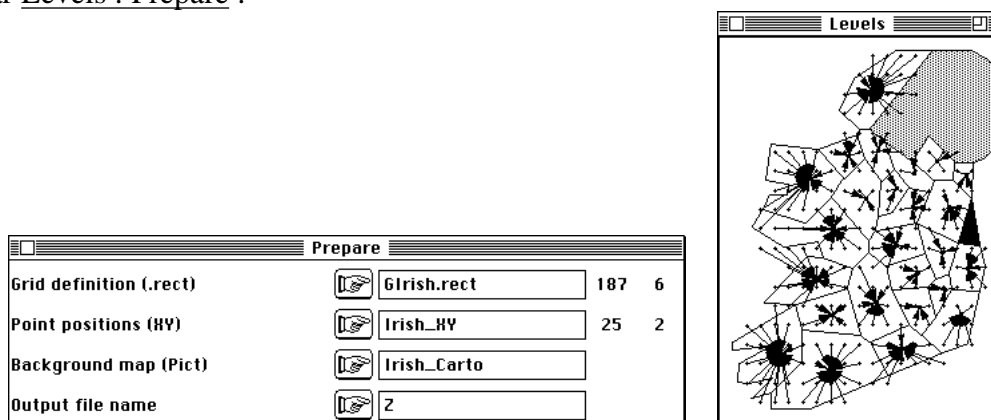 Levels : Prepare :
Levels
Prepare
Grid definition (.rect) GIrish.rect 187 6
Point positions (XY) Irish_XY 25 2
Background map (Pict) Irish_Carto
Output file name Z